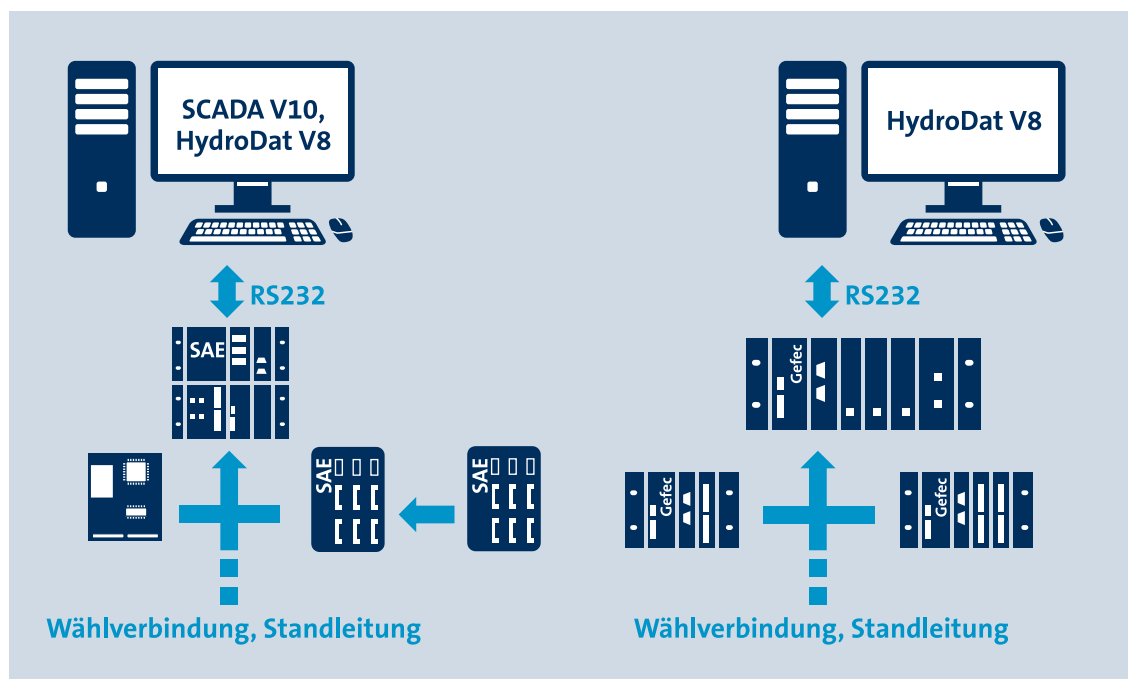 SCADA V10,
HydroDat V8
RS232
SAE
SAE
SAE
Wählverbindung, Standleitung
HydroDat V8
RS232
Gefec
Gefec
Gefec
Wählverbindung, Standleitung